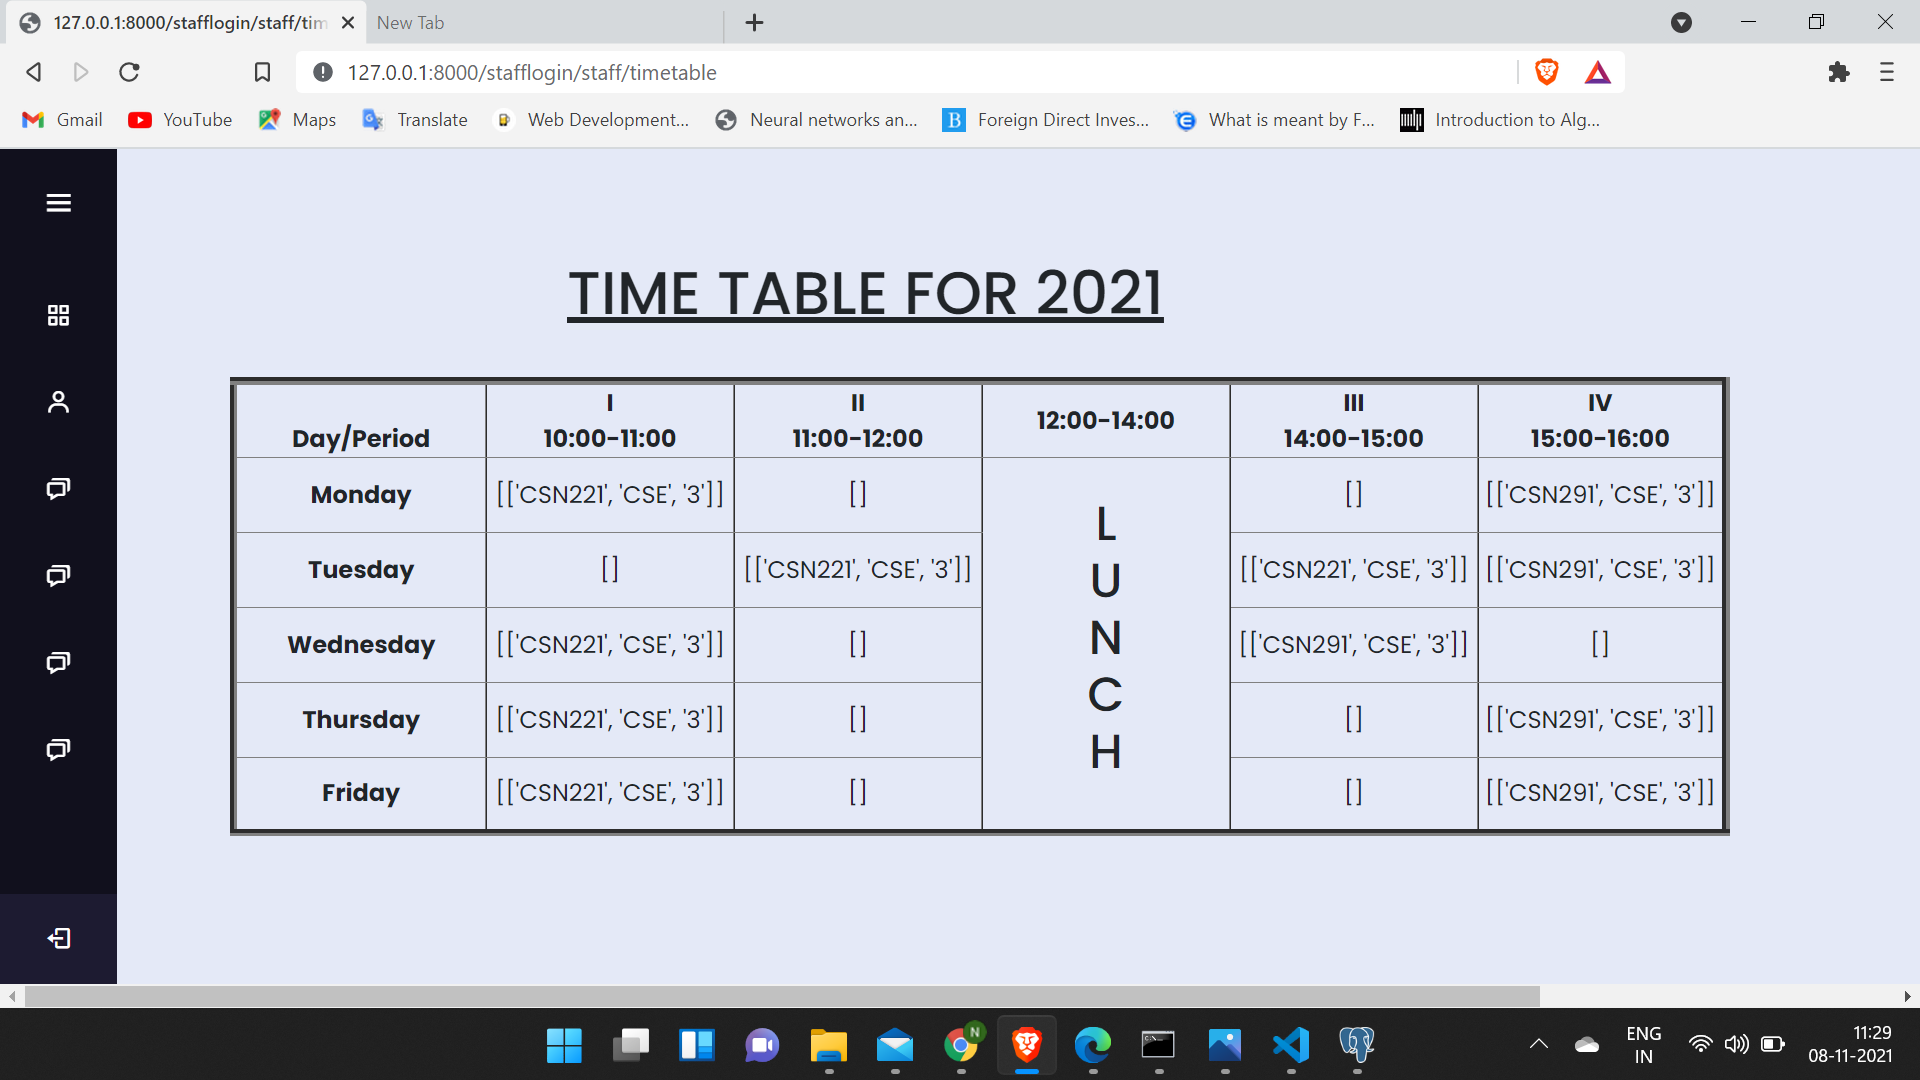 127.0.0.1:8000/stafflogin/staff/tim
New Tab
127.0.0.1:8000/stafflogin/staff/timetable
Gmail
YouTube
Maps
Translate
Web Development...
Neural networks an...
Foreign Direct Inves...
What is meant by F...
Introduction to Alg...
TIME TABLE FOR 2021
Day/Period
I
10:00-11:00
II
11:00-12:00
12:00-14:00
III
14:00-15:00
IV
15:00-16:00
Monday [['CSN221', 'CSE', '3']] [] [] [['CSN291', 'CSE', '3']]
Tuesday [] [['CSN221', 'CSE', '3']] [['CSN221', 'CSE', '3']] [['CSN291', 'CSE', '3']]
Wednesday [['CSN221', 'CSE', '3']] [] [['CSN291', 'CSE', '3']] []
Thursday [['CSN221', 'CSE', '3']] [] [] [['CSN291', 'CSE', '3']]
Friday [['CSN221', 'CSE', '3']] [] [] [['CSN291', 'CSE', '3']]
L
U
N
C
H
N
ENG
IN
11:29
08-11-2021